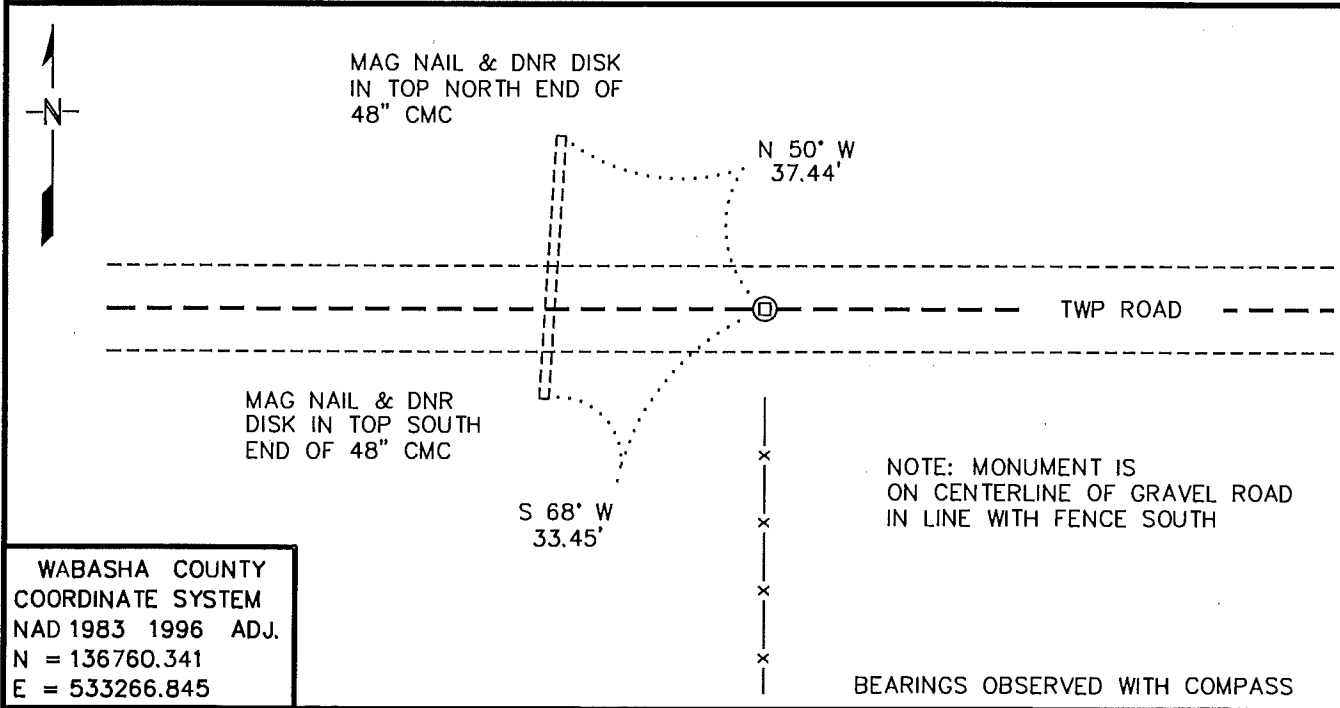 MAG NAIL & DNR DISK
IN TOP NORTH END OF
48" CMC
N
N 50° W
37.44'
TWP ROAD
MAG NAIL & DNR
DISK IN TOP SOUTH
END OF 48" CMC
S 68° W
33.45'
NOTE: MONUMENT IS
ON CENTERLINE OF GRAVEL ROAD
IN LINE WITH FENCE SOUTH
WABASHA COUNTY
COORDINATE SYSTEM
NAD 1983 1996 ADJ.
N = 136760.341
E = 533266.845
BEARINGS OBSERVED WITH COMPASS